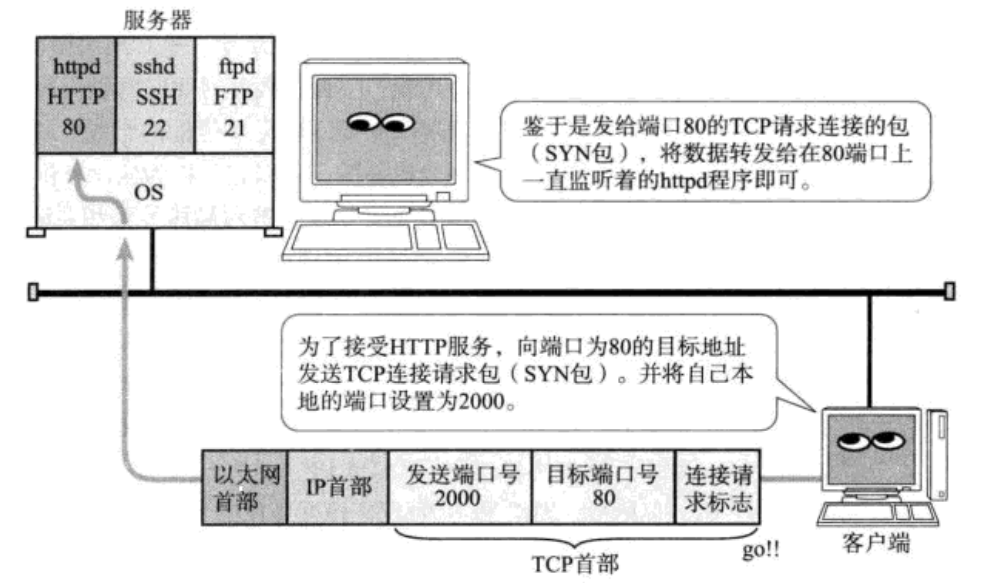 服务器
httpd
HTTP
80
sshd
SSH
22
ftpd
FTP
21
OS
鉴于是发给端口80的TCP请求连接的包
（SYN包），将数据转发给在80端口上
一直监听着的httpd程序即可。
为了接受HTTP服务，向端口为80的目标地址
发送TCP连接请求包（SYN包）。并将自己本
地的端口设置为2000。
以太网
首部
IP首部
发送端口号
2000
目标端口号
80
连接请
求标志
TCP首部
go!!
客户端